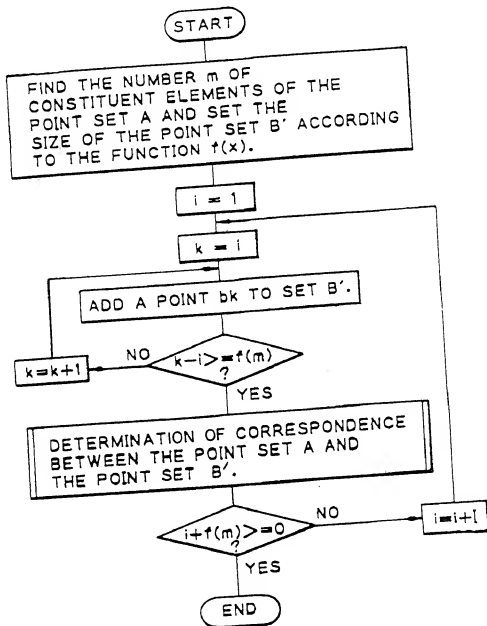 START
FIND THE NUMBER m OF
CONSTITUENT ELEMENTS OF THE
POINT SET A AND SET THE
SIZE OF THE POINT SET B' ACCORDING
TO THE FUNCTION f(x).
i = 1
k = i
ADD A POINT bk TO SET B'.
k-i>=f(m)
?
NO
k=k+1
YES
DETERMINATION OF CORRESPONDENCE
BETWEEN THE POINT SET A AND
THE POINT SET B'.
i+f(m)>=0
?
NO
i=i+I
YES
END